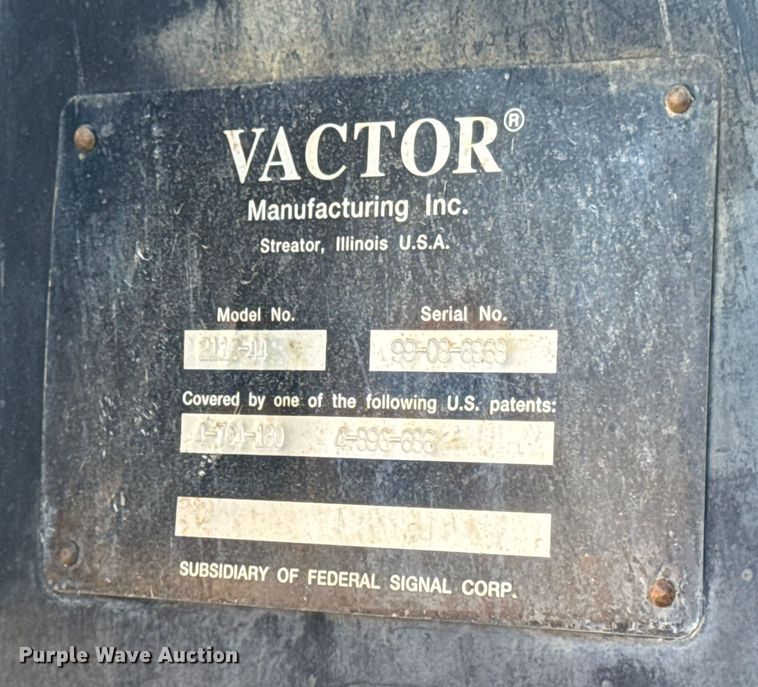 VACTOR®
Manufacturing Inc.
Streator, Illinois U.S.A.
Model No. Serial No.
Covered by one of the following U.S. patents:
SUBSIDIARY OF FEDERAL SIGNAL CORP.
Purple Wave Auction